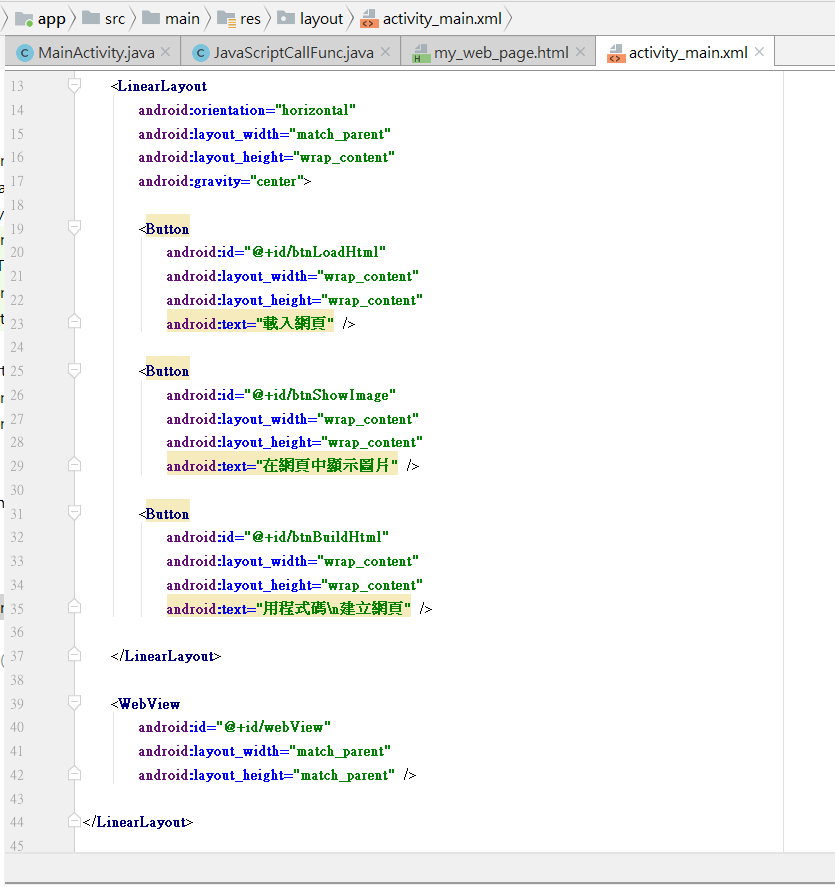 app src main res layout activity_main.xml
MainActivity.java JavaScriptCallFunc.java my_web_page.html activity_main.xml
13 <LinearLayout
14 android:orientation="horizontal"
15 android:layout_width="match_parent"
16 android:layout_height="wrap_content"
17 android:gravity="center">
18
19 <Button
20 android:id="@+id/btnLoadHtml"
21 android:layout_width="wrap_content"
22 android:layout_height="wrap_content"
23 android:text="載入網頁" />
24
25 <Button
26 android:id="@+id/btnShowImage"
27 android:layout_width="wrap_content"
28 android:layout_height="wrap_content"
29 android:text="在網頁中顯示圖片" />
30
31 <Button
32 android:id="@+id/btnBuildHtml"
33 android:layout_width="wrap_content"
34 android:layout_height="wrap_content"
35 android:text="用程式碼\n建立網頁" />
36
37 </LinearLayout>
38
39 <WebView
40 android:id="@+id/webView"
41 android:layout_width="match_parent"
42 android:layout_height="match_parent" />
43
44 </LinearLayout>
45